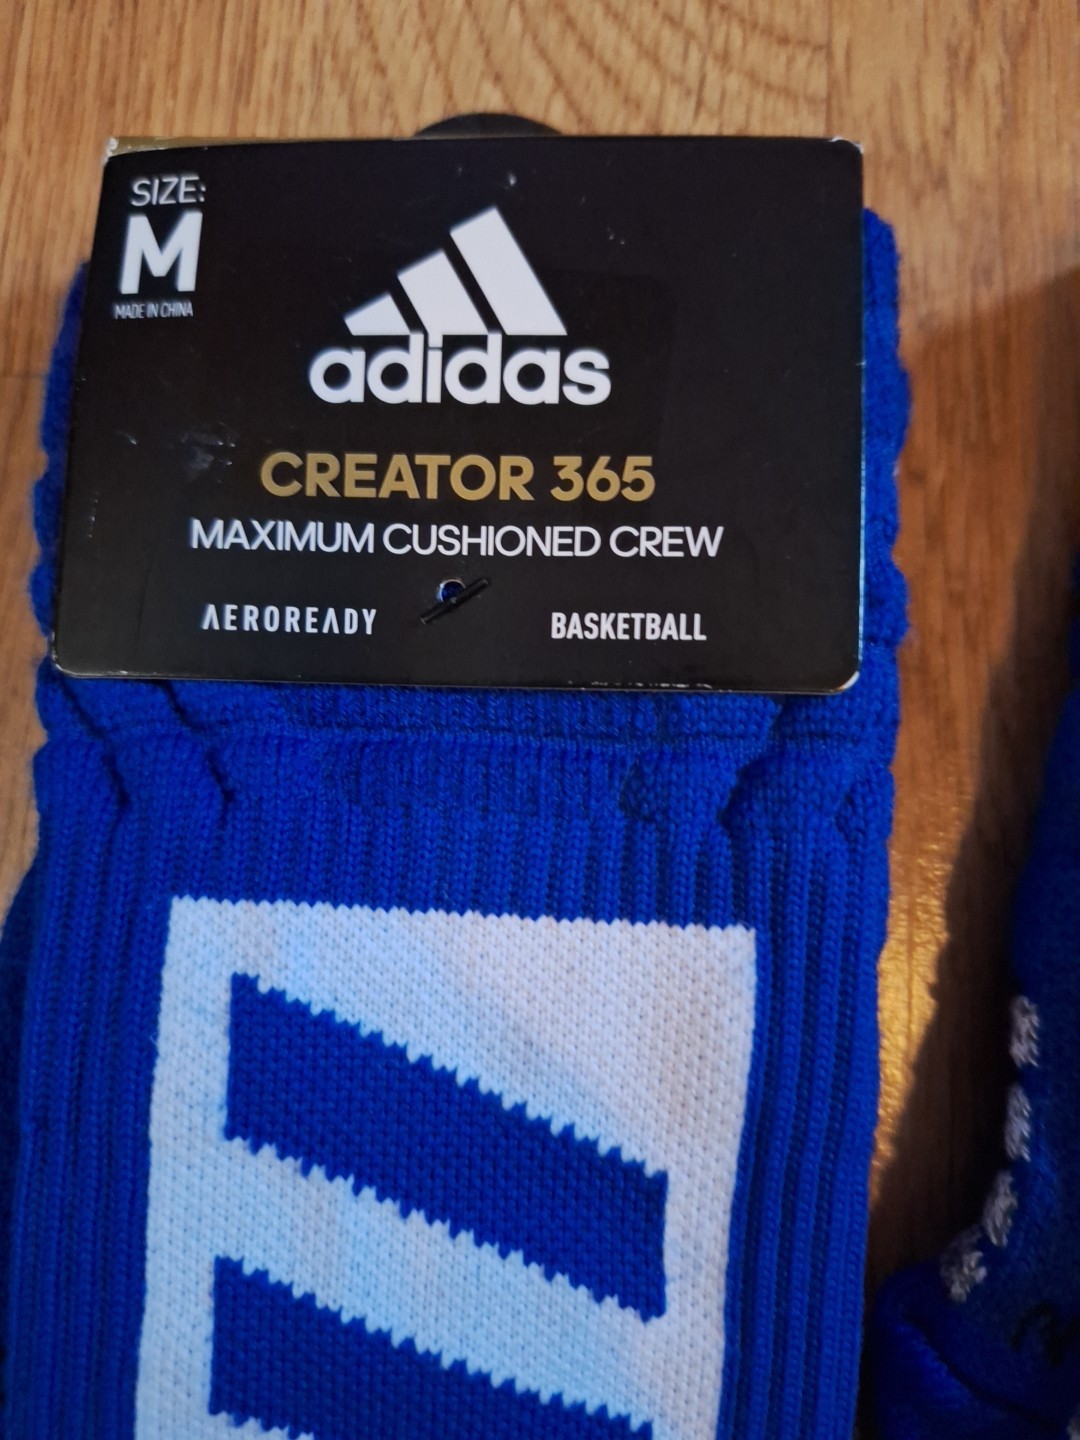 SIZE:
M
MADE IN CHINA
adidas
CREATOR 365
MAXIMUM CUSHIONED CREW
AEROREADY
BASKETBALL